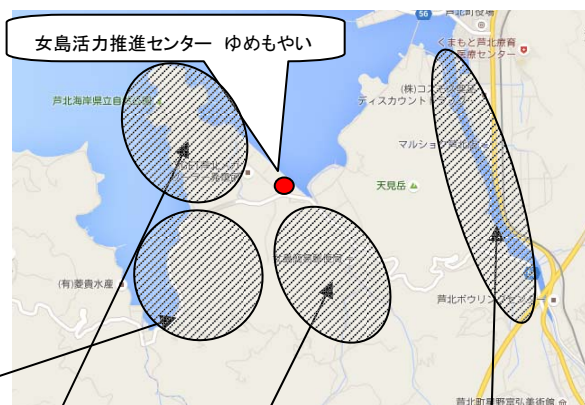 女島活力推進センター ゆめもやい
56
芦北町役場
くまもと芦北療育
医療センター
芦北海岸県立自然公園
(株)コスモス薬品
ディスカウントドラッグ
マルショク芦北店
天見岳
(有)菱貴水産
芦北ボウリングセンター
芦北町星野富弘美術館